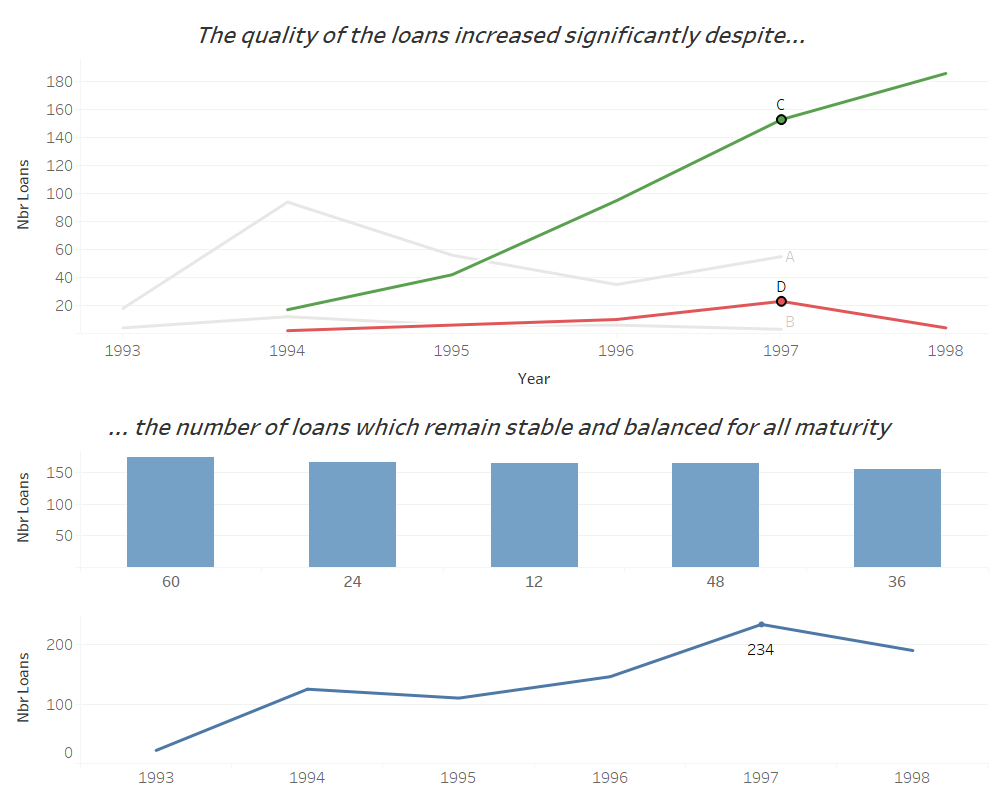 The quality of the loans increased significantly despite...
Nbr Loans
180
160
140
120
100
80
60
40
20
C
A
D
B
1993 1994 1995 1996 1997 1998
Year
... the number of loans which remain stable and balanced for all maturity
Nbr Loans
150
100
50
60 24 12 48 36
Nbr Loans
200
100
0
234
1993 1994 1995 1996 1997 1998